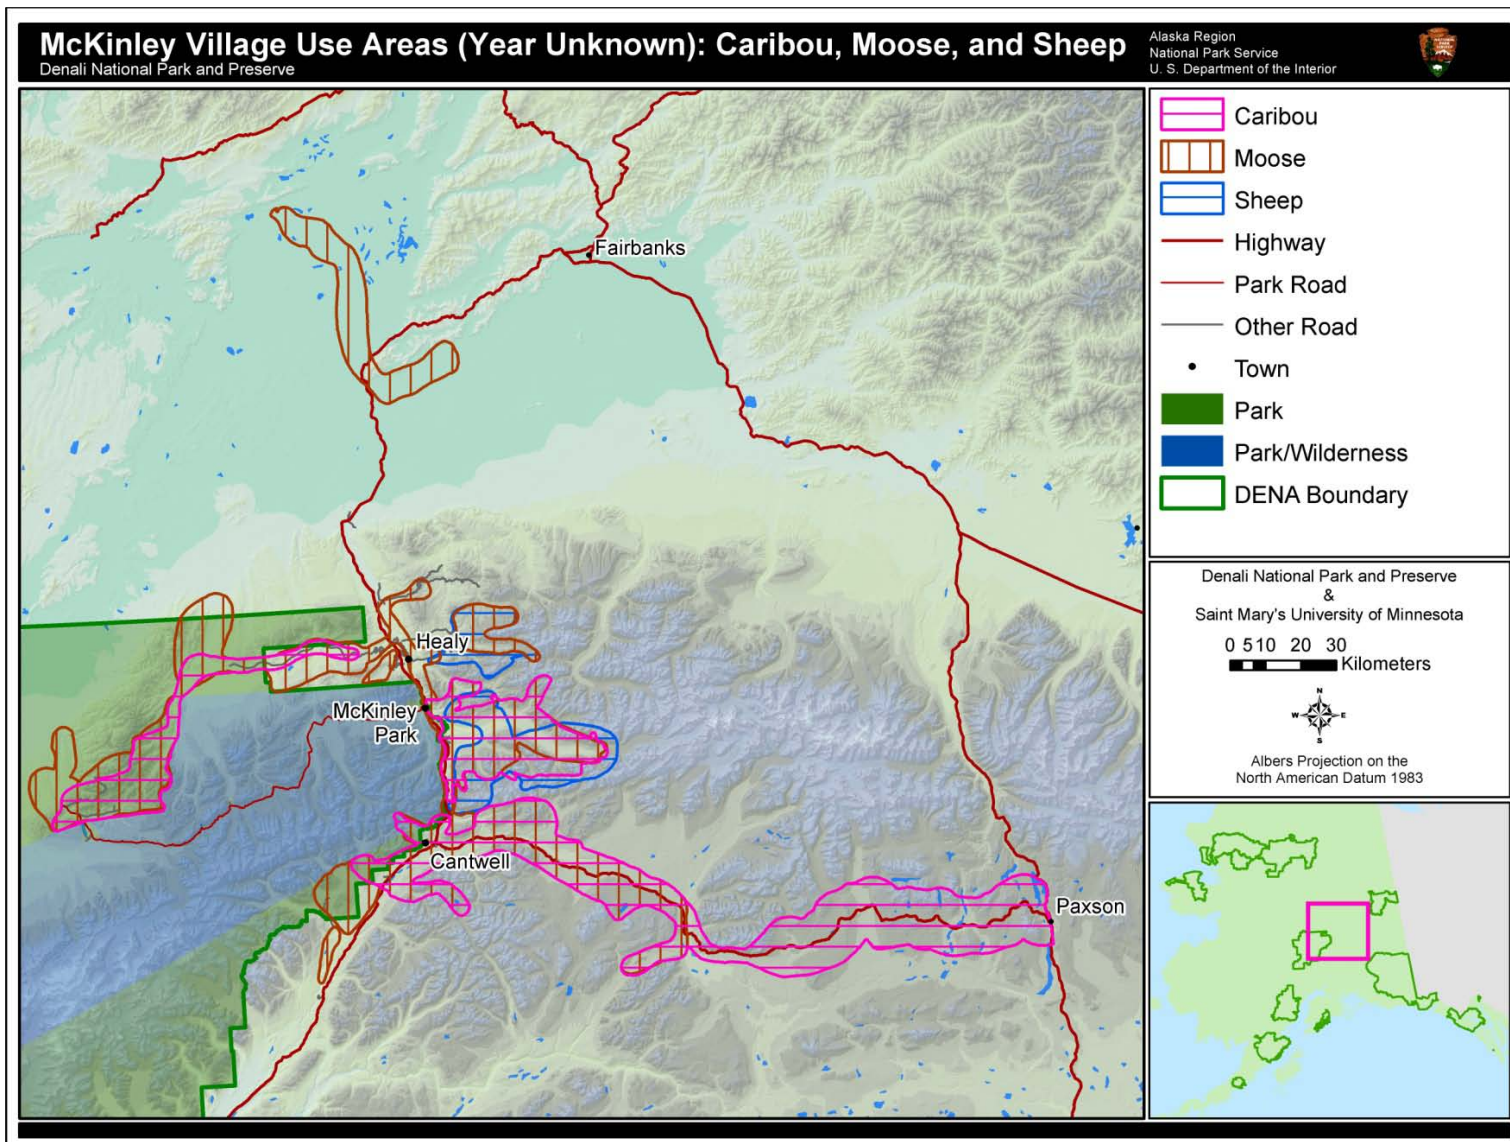 McKinley Village Use Areas (Year Unknown): Caribou, Moose, and Sheep
Denali National Park and Preserve
Alaska Region
National Park Service
U. S. Department of the Interior
Fairbanks
Healy
McKinley
Park
Cantwell
Paxson
Caribou
Moose
Sheep
Highway
Park Road
Other Road
Town
Park
Park/Wilderness
DENA Boundary
Denali National Park and Preserve
&
Saint Mary's University of Minnesota
0 5 10 20 30
Kilometers
N
W E
S
Albers Projection on the
North American Datum 1983